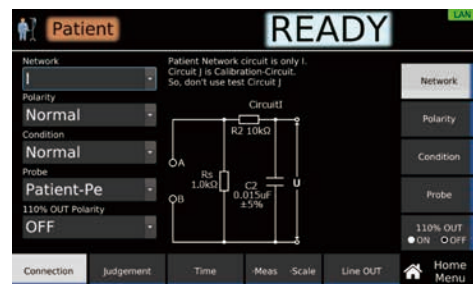 LAN
Patient
READY
Network
I
Polarity
Normal
Condition
Normal
Probe
Patient-Pe
110% OUT Polarity
OFF
Patient Network circuit is only I.
Circuit J is Calibration-Circuit.
So, don't use test Circuit J
CircuitI
R2 10kΩ
A
Rs
1.0kΩ
C2
0.015uF
±5%
U
B
Network
Polarity
Condition
Probe
110% OUT
ON OFF
Connection
Judgement
Time
-Meas -Scale
Line OUT
Home
Menu